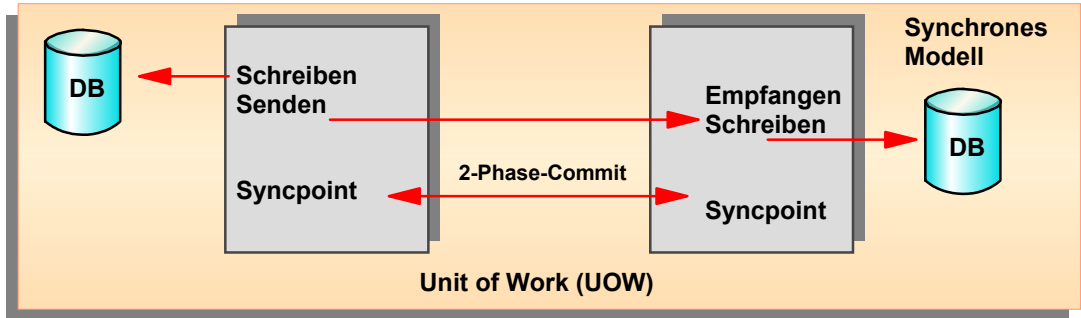 Synchrones
Modell
DB
Schreiben
Senden
Empfangen
Schreiben
DB
2-Phase-Commit
Syncpoint
Syncpoint
Unit of Work (UOW)